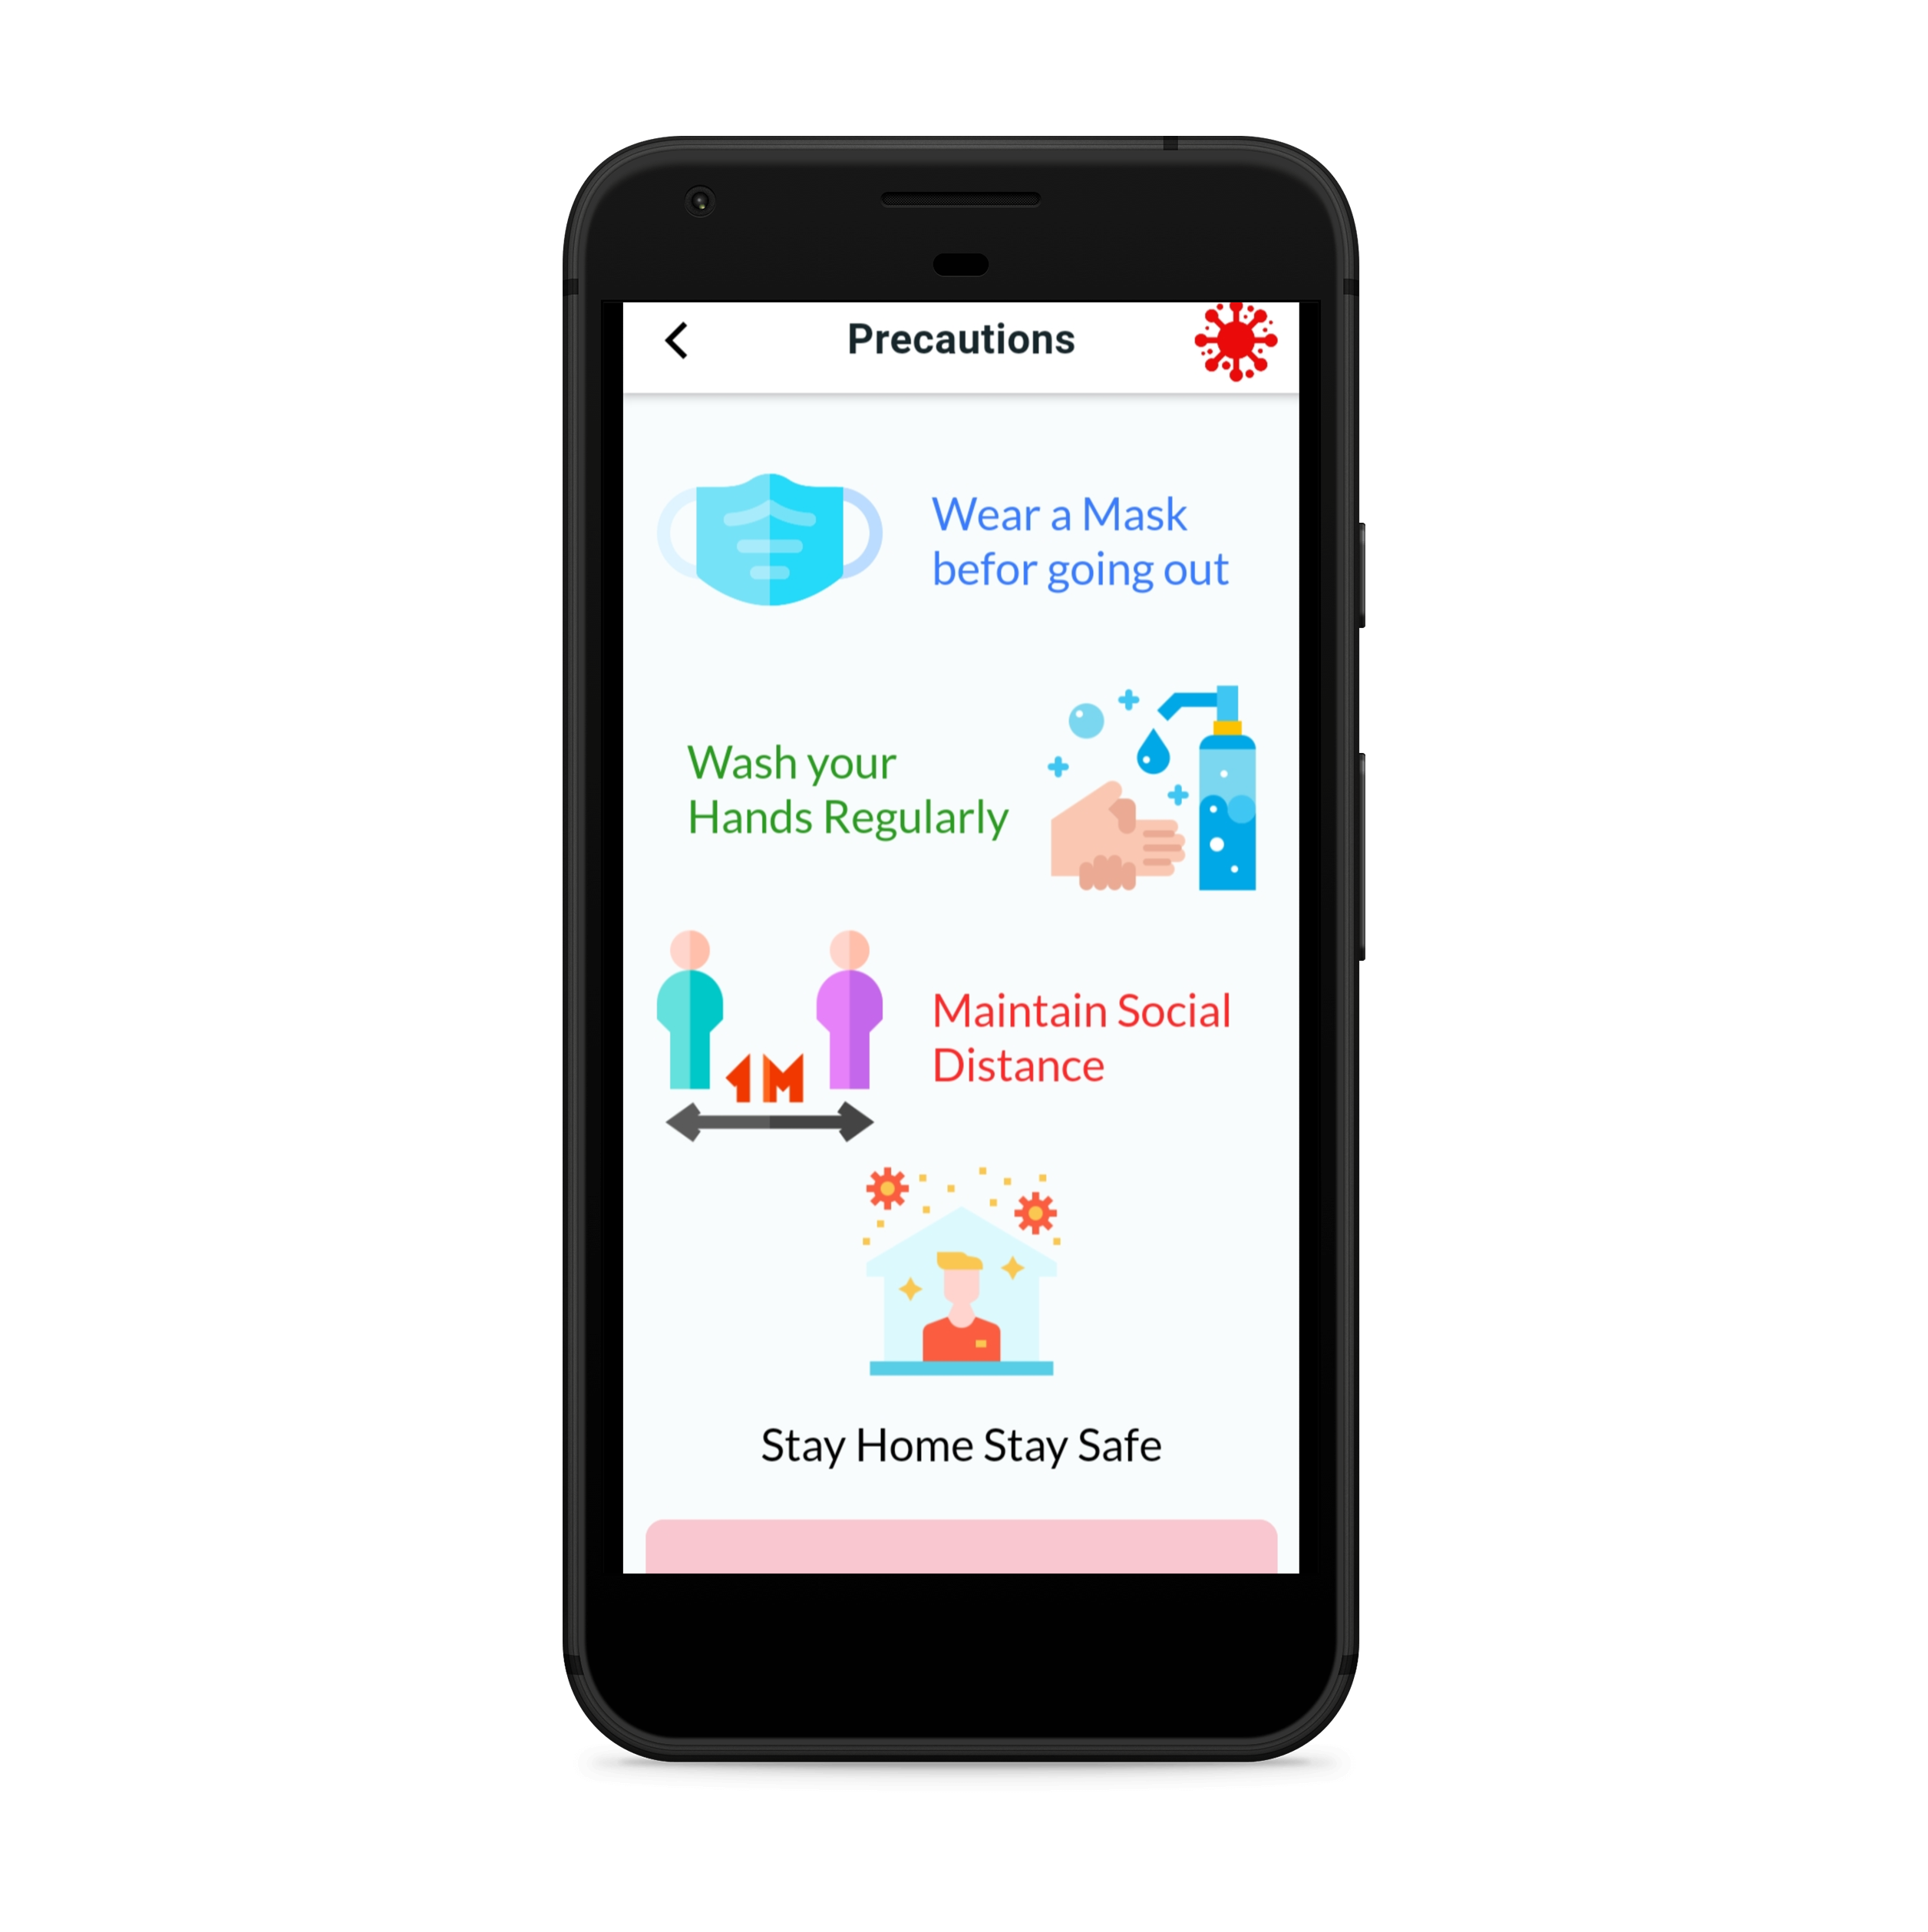 Precautions
Wear a Mask
befor going out
Wash your
Hands Regularly
1M
Maintain Social
Distance
Stay Home Stay Safe